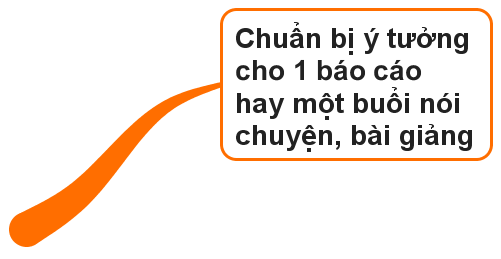 Chuẩn bị ý tưởng
cho 1 báo cáo
hay một buổi nói
chuyện, bài giảng